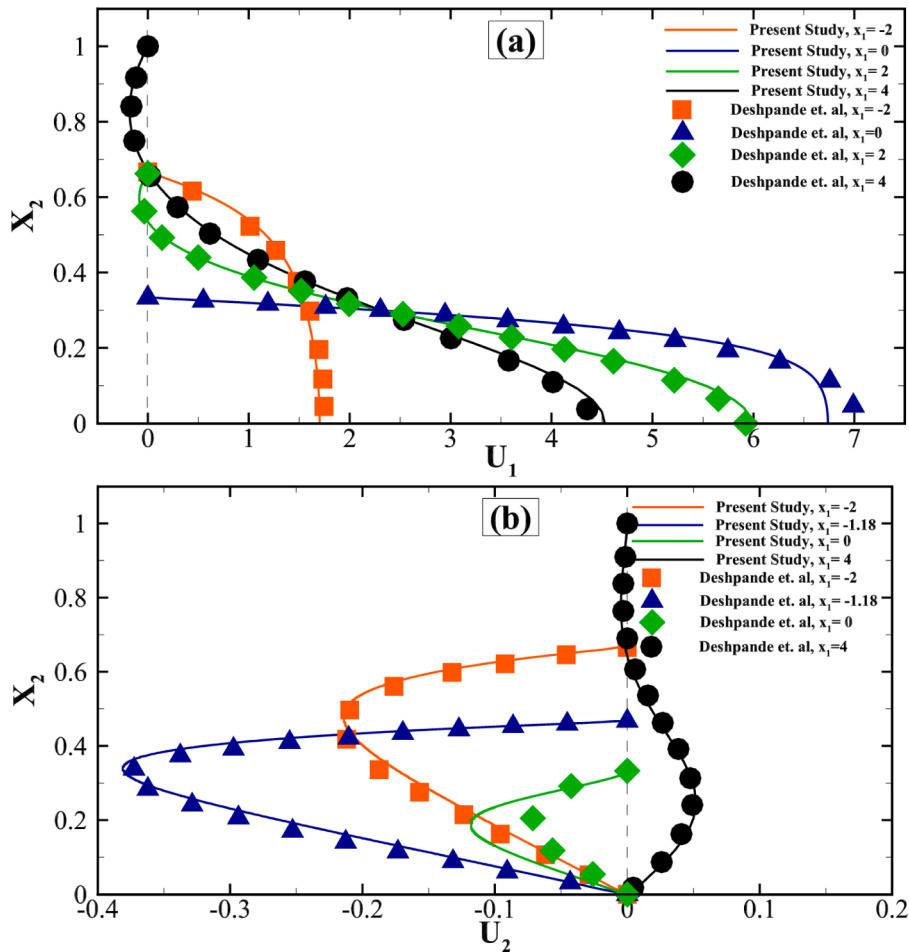 (a)
Present Study, x1= -2
Present Study, x1= 0
Present Study, x1= 2
Present Study, x1= 4
Deshpande et. al, x1= -2
Deshpande et. al, x1=0
Deshpande et. al, x1= 2
Deshpande et. al, x1= 4
1
0.8
0.6
0.4
0.2
0
X2
0 1 2 3 4 5 6 7
U1
(b)
Present Study, x1= -2
Present Study, x1= -1.18
Present Study, x1= 0
Present Study, x1= 4
Deshpande et. al, x1= -2
Deshpande et. al, x1= -1.18
Deshpande et. al, x1= 0
Deshpande et. al, x1=4
1
0.8
0.6
0.4
0.2
0
X2
-0.4 -0.3 -0.2 -0.1 0 0.1 0.2
U2